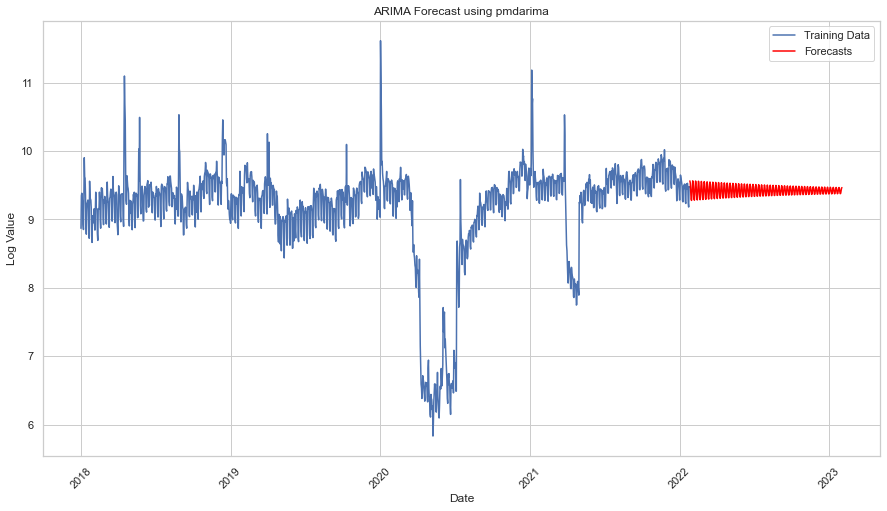 ARIMA Forecast using pmdarima
Training Data
Forecasts
11
10
9
8
7
6
Log Value
2018
2019
2020
2021
2022
2023
Date